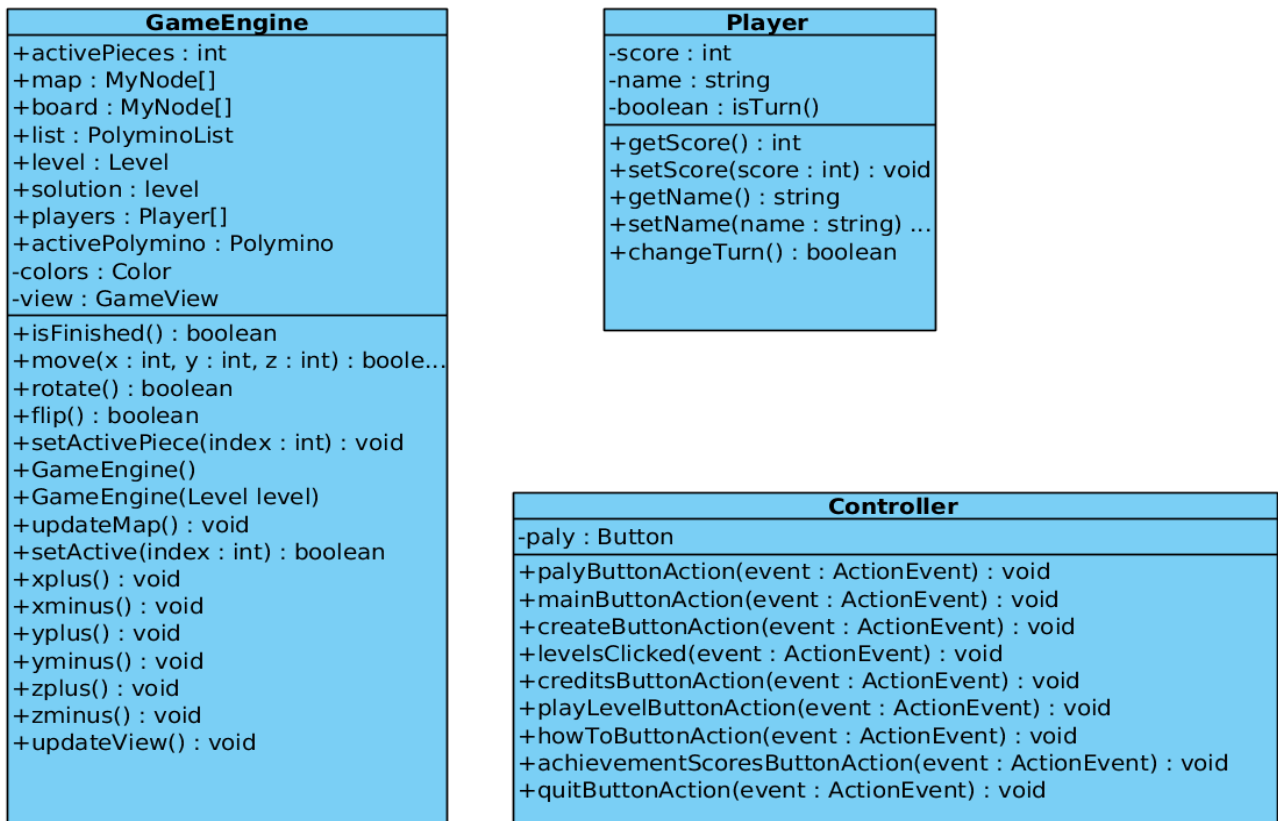 GameEngine
+activePieces : int
+map : MyNode[]
+board : MyNode[]
+list : PolyminoList
+level : Level
+solution : level
+players : Player[]
+activePolymino : Polymino
-colors : Color
-view : GameView
+isFinished() : boolean
+move(x : int, y : int, z : int) : boole...
+rotate() : boolean
+flip() : boolean
+setActivePiece(index : int) : void
+GameEngine()
+GameEngine(Level level)
+updateMap() : void
+setActive(index : int) : boolean
+xplus() : void
+xminus() : void
+yplus() : void
+yminus() : void
+zplus() : void
+zminus() : void
+updateView() : void
Player
-score : int
-name : string
-boolean : isTurn()
+getScore() : int
+setScore(score : int) : void
+getName() : string
+setName(name : string) ...
+changeTurn() : boolean
Controller
-paly : Button
+palyButtonAction(event : ActionEvent) : void
+mainButtonAction(event : ActionEvent) : void
+createButtonAction(event : ActionEvent) : void
+levelsClicked(event : ActionEvent) : void
+creditsButtonAction(event : ActionEvent) : void
+playLevelButtonAction(event : ActionEvent) : void
+howToButtonAction(event : ActionEvent) : void
+achievementScoresButtonAction(event : ActionEvent) : void
+quitButtonAction(event : ActionEvent) : void